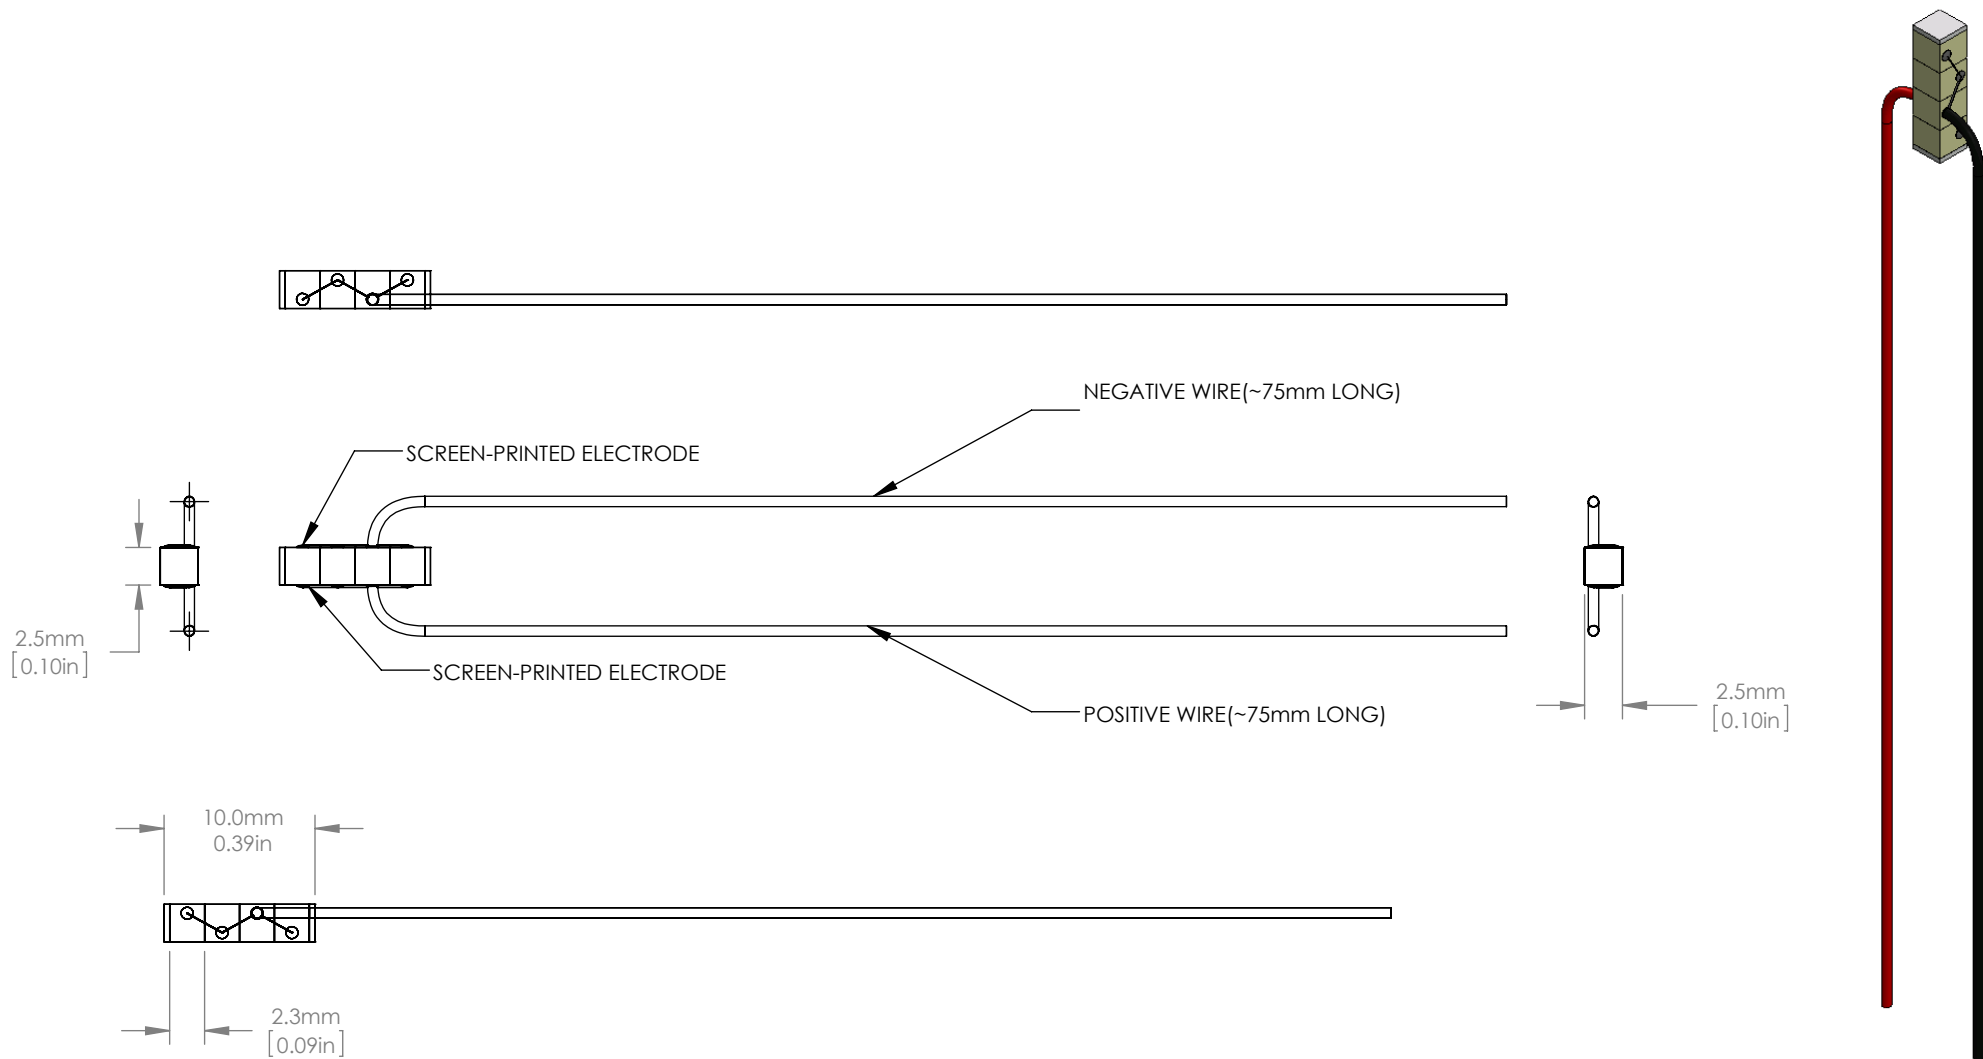 NEGATIVE WIRE(~75mm LONG)
SCREEN-PRINTED ELECTRODE
2.5mm
[0.10in]
SCREEN-PRINTED ELECTRODE
POSITIVE WIRE(~75mm LONG)
2.5mm
[0.10in]
10.0mm
0.39in
2.3mm
[0.09in]